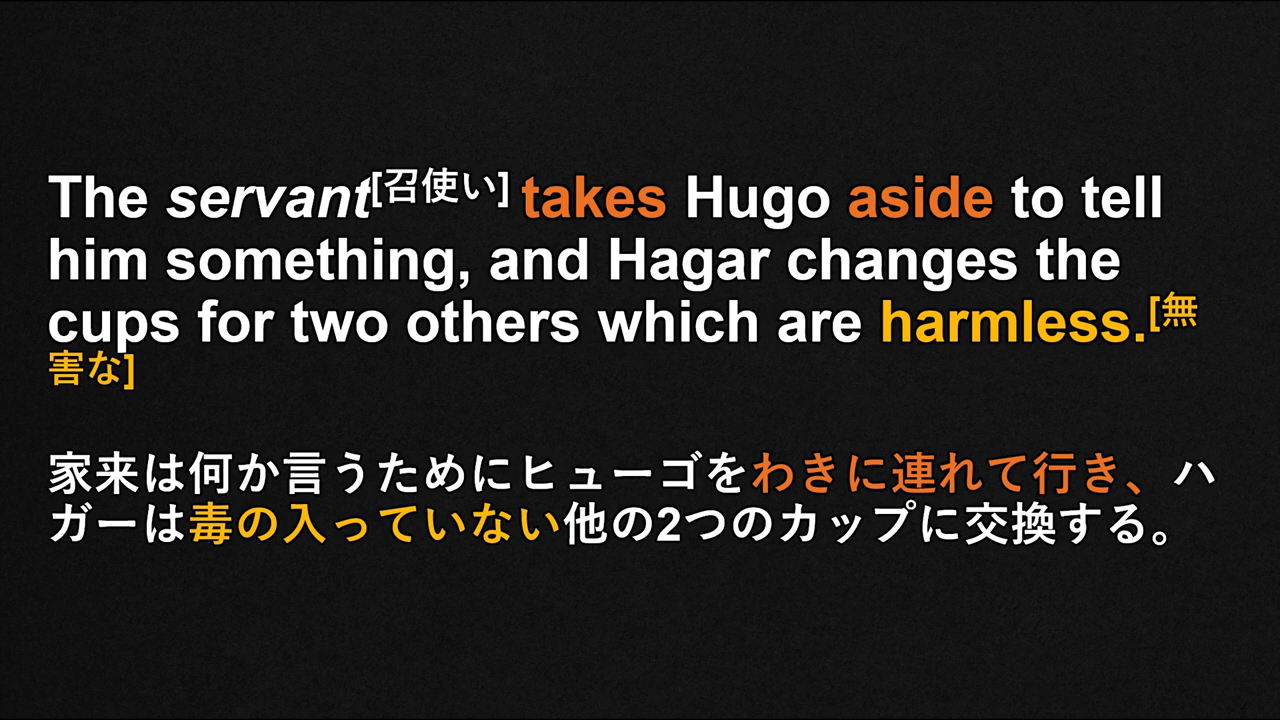 The servant[召使い] takes Hugo aside to tell
him something, and Hagar changes the
cups for two others which are harmless.[無
害な]
家来は何か言うためにヒューゴをわきに連れて行き、ハ
ガーは毒の入っていない他の2つのカップに交換する。